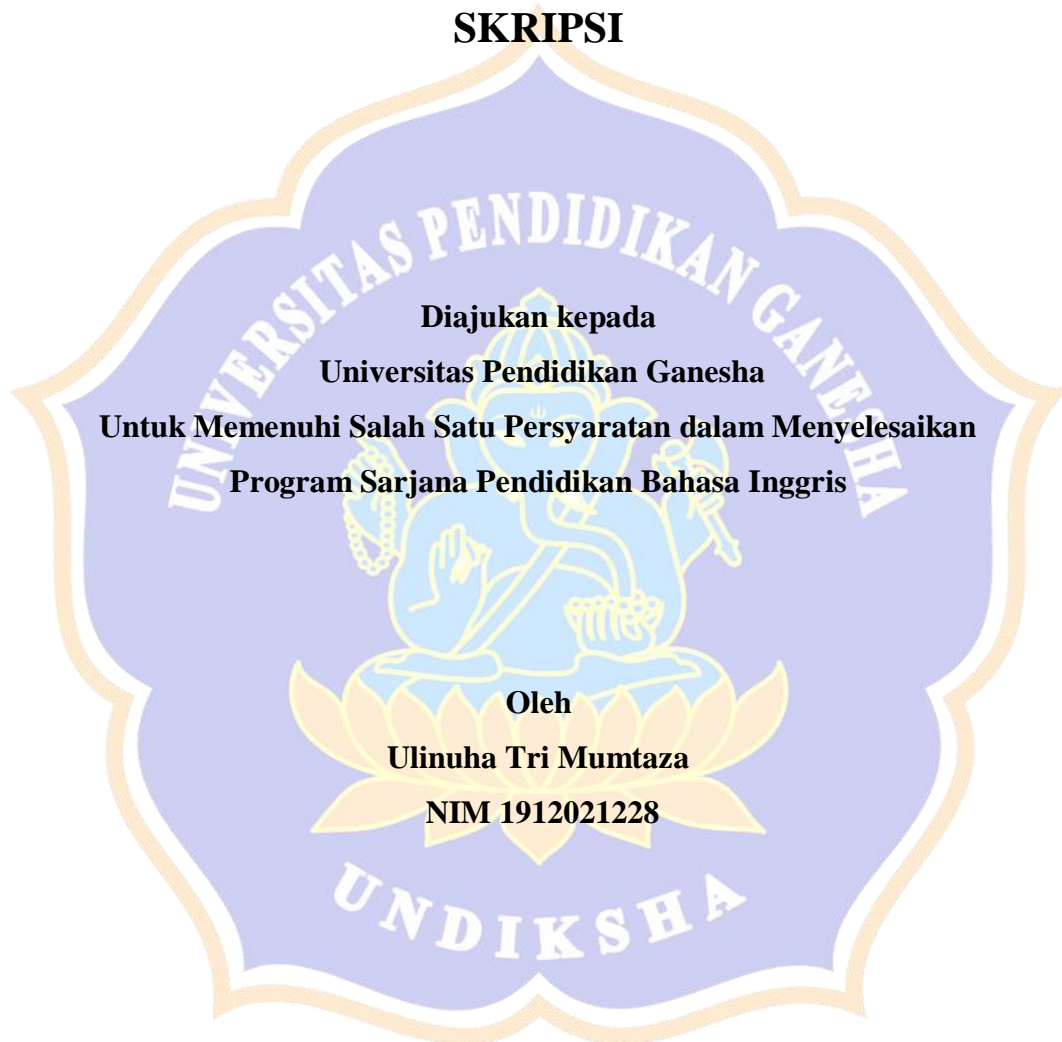 SKRIPSI
UNIVERSITAS PENDIDIKAN GANESHA
Diajukan kepada
Universitas Pendidikan Ganesha
Untuk Memenuhi Salah Satu Persyaratan dalam Menyelesaikan
Program Sarjana Pendidikan Bahasa Inggris
Oleh
Ulinuha Tri Mumtaza
NIM 1912021228
UNDIKSHA